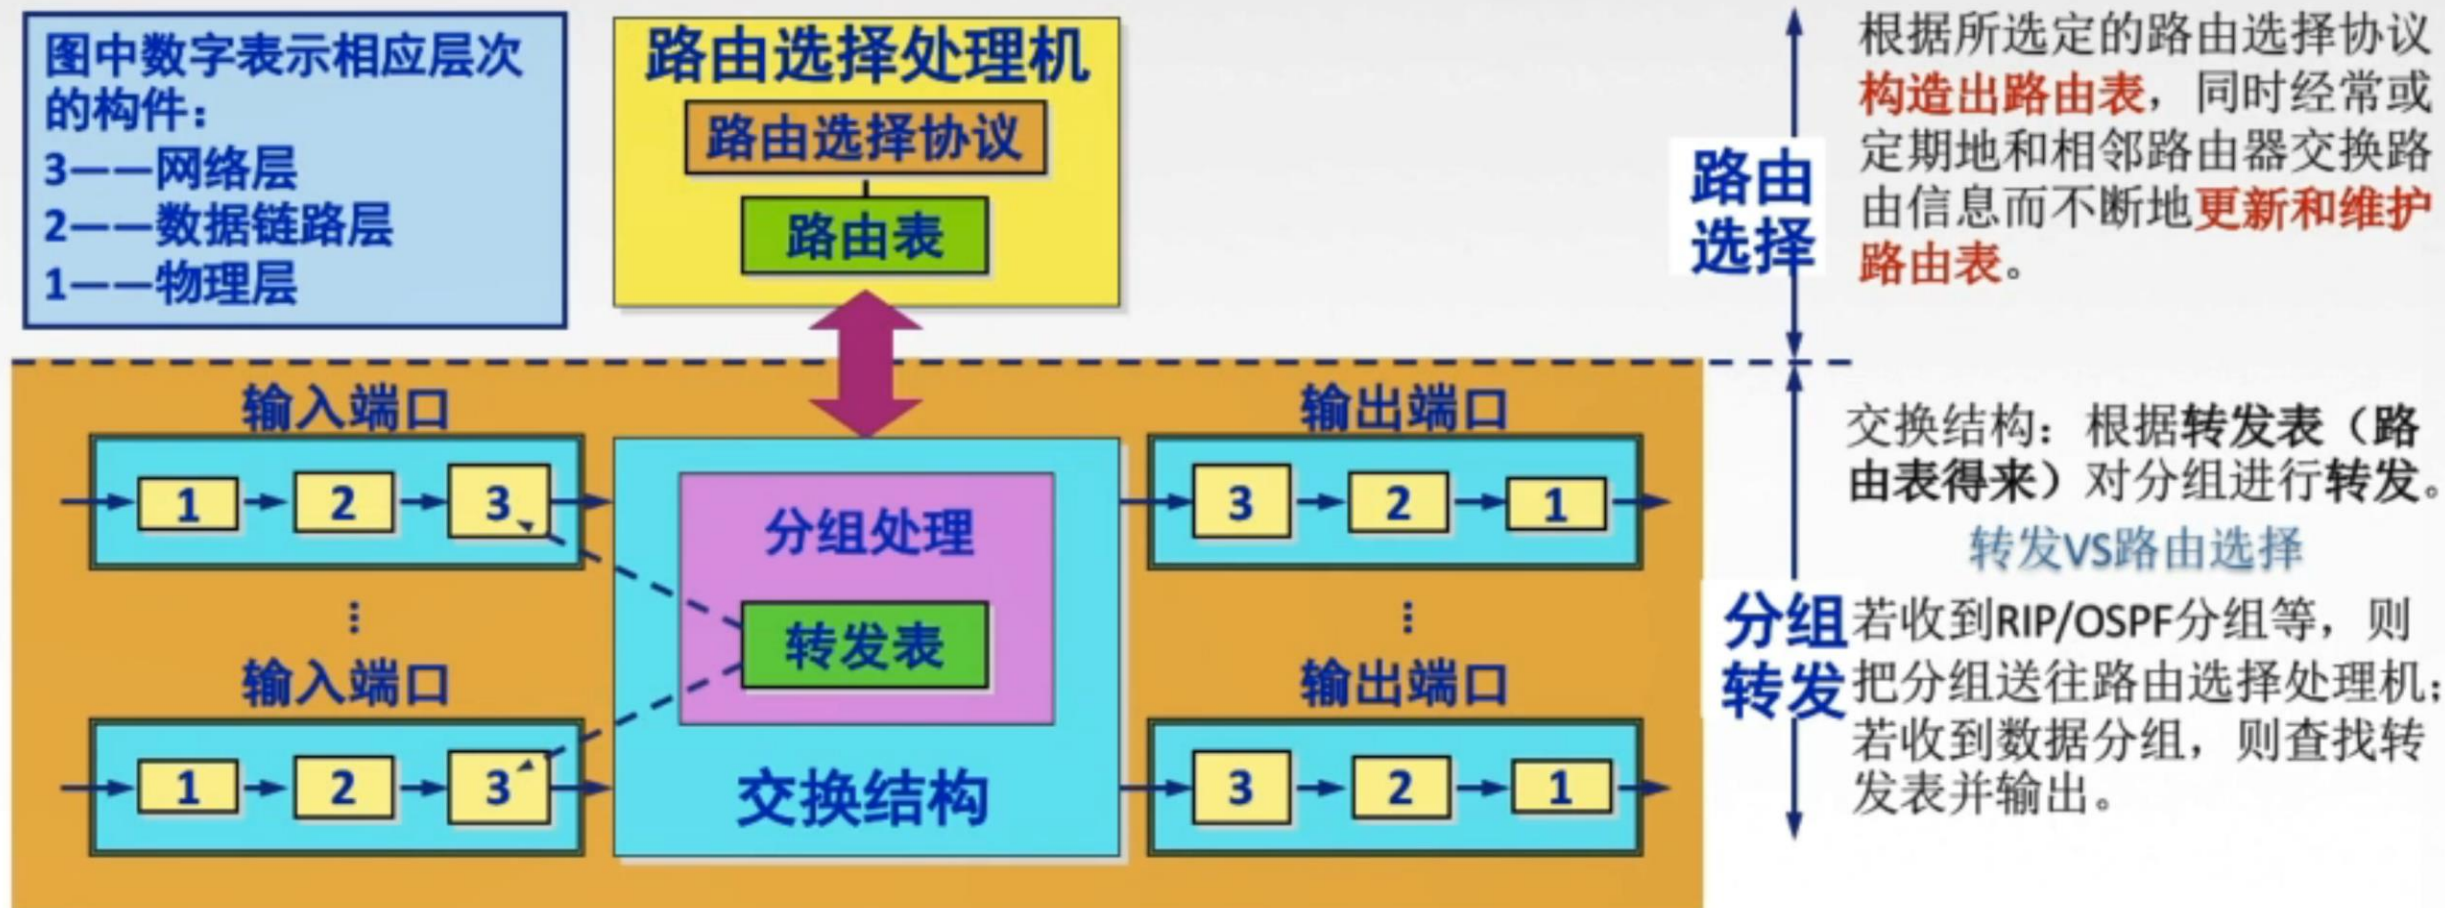 图中数字表示相应层次
的构件：
3——网络层
2——数据链路层
1——物理层
路由选择处理机
路由选择协议
路由表
路由
选择
根据所选定的路由选择协议
构造出路由表，同时经常或
定期地和相邻路由器交换路
由信息而不断地更新和维护
路由表。
输入端口
1
2
3
⋮
输入端口
1
2
3
分组处理
转发表
交换结构
输出端口
3
2
1
⋮
输出端口
3
2
1
分组
转发
交换结构：根据转发表（路
由表得来）对分组进行转发。
转发VS路由选择
若收到RIP/OSPF分组等，则
把分组送往路由选择处理机；
若收到数据分组，则查找转
发表并输出。